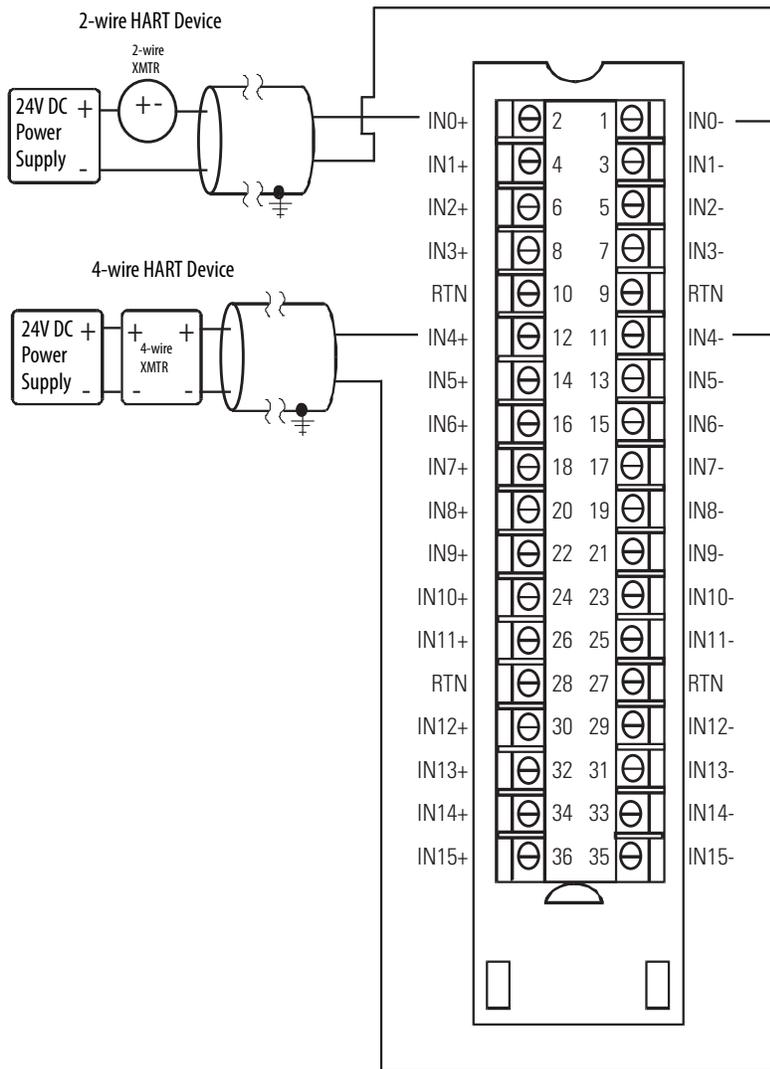 2-wire HART Device
2-wire
XMTR
+ -
24V DC +
Power
Supply -
4-wire HART Device
24V DC +
Power
Supply -
+ +
4-wire
XMTR
- -
IN0+ 2 1 IN0-
IN1+ 4 3 IN1-
IN2+ 6 5 IN2-
IN3+ 8 7 IN3-
RTN 10 9 RTN
IN4+ 12 11 IN4-
IN5+ 14 13 IN5-
IN6+ 16 15 IN6-
IN7+ 18 17 IN7-
IN8+ 20 19 IN8-
IN9+ 22 21 IN9-
IN10+ 24 23 IN10-
IN11+ 26 25 IN11-
RTN 28 27 RTN
IN12+ 30 29 IN12-
IN13+ 32 31 IN13-
IN14+ 34 33 IN14-
IN15+ 36 35 IN15-